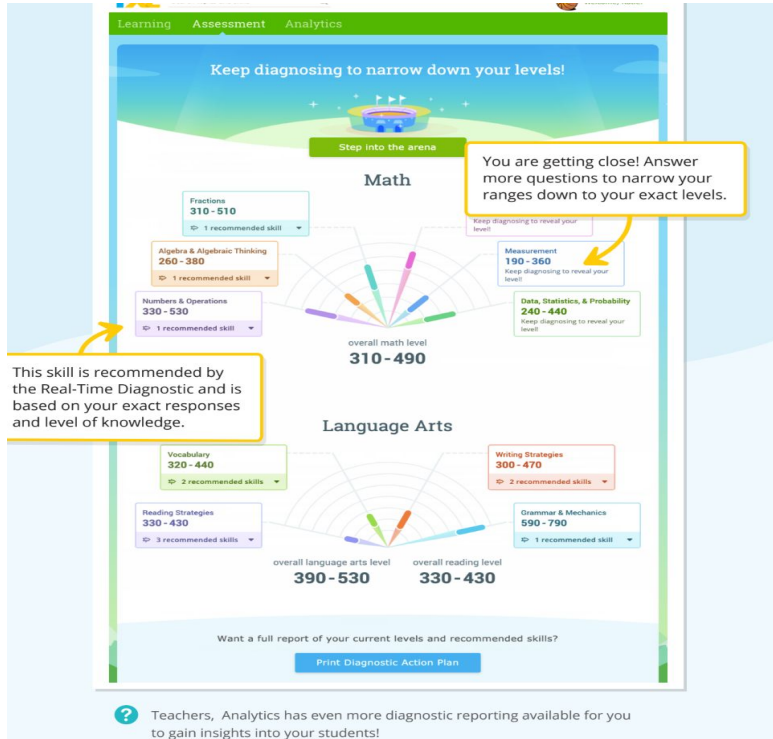 Learning Assessment Analytics
Keep diagnosing to narrow down your levels!
Step into the arena
You are getting close! Answer
more questions to narrow your
ranges down to your exact levels.
Math
Fractions
310 - 510
1 recommended skill
Keep diagnosing to reveal your
level!
Algebra & Algebraic Thinking
260 - 380
1 recommended skill
Measurement
190 - 360
Keep diagnosing to reveal your
level!
Numbers & Operations
330 - 530
1 recommended skill
Data, Statistics, & Probability
240 - 440
Keep diagnosing to reveal your
level!
overall math level
310 - 490
This skill is recommended by
the Real-Time Diagnostic and is
based on your exact responses
and level of knowledge.
Language Arts
Vocabulary
320 - 440
2 recommended skills
Writing Strategies
300 - 470
2 recommended skills
Reading Strategies
330 - 430
3 recommended skills
Grammar & Mechanics
590 - 790
1 recommended skill
overall language arts level
390 - 530
overall reading level
330 - 430
Want a full report of your current levels and recommended skills?
Print Diagnostic Action Plan
? Teachers, Analytics has even more diagnostic reporting available for you
to gain insights into your students!